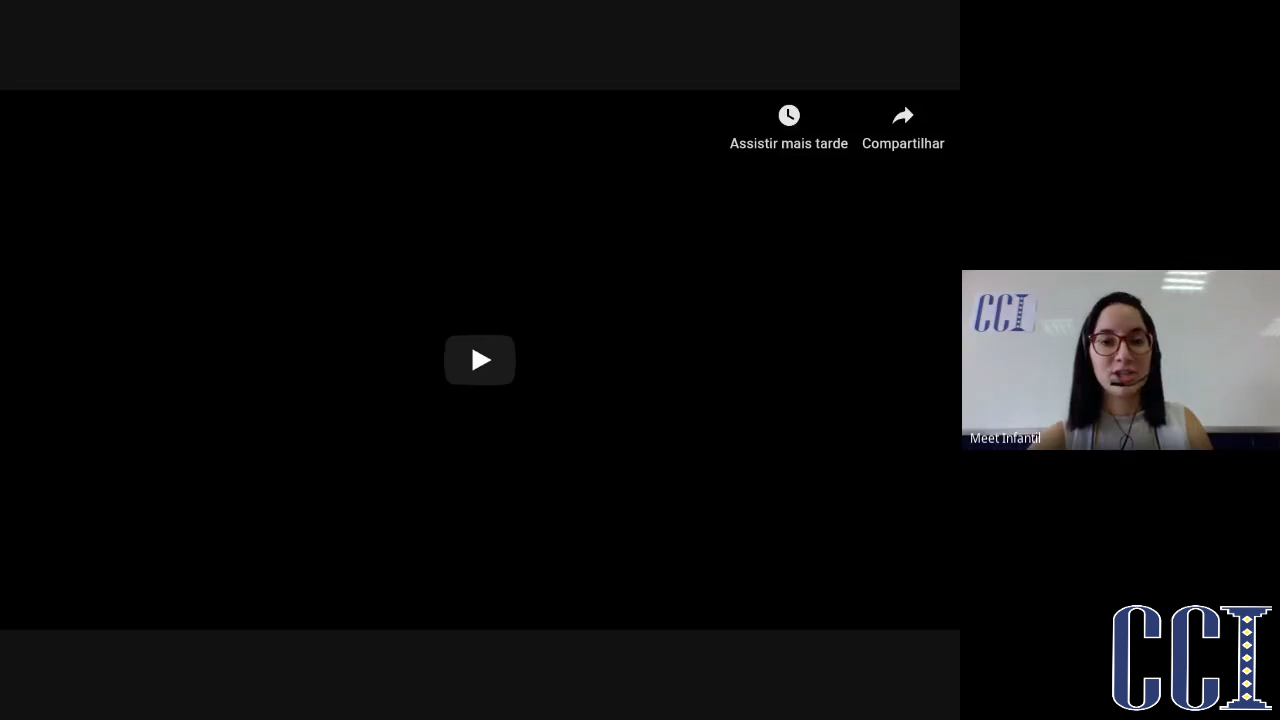 Assistir mais tarde
Compartilhar
CCI
Meet Infantil
CCI